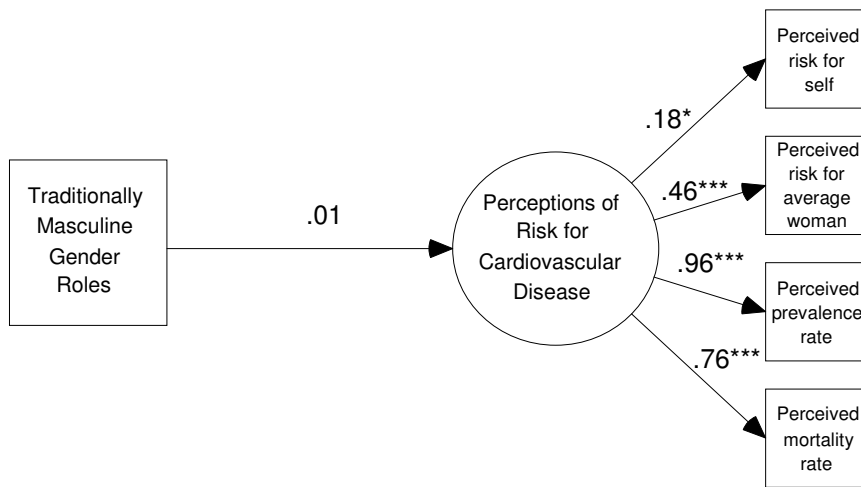 Traditionally
Masculine
Gender
Roles
.01
Perceptions of
Risk for
Cardiovascular
Disease
.18*
.46***
.96***
.76***
Perceived
risk for
self
Perceived
risk for
average
woman
Perceived
prevalence
rate
Perceived
mortality
rate